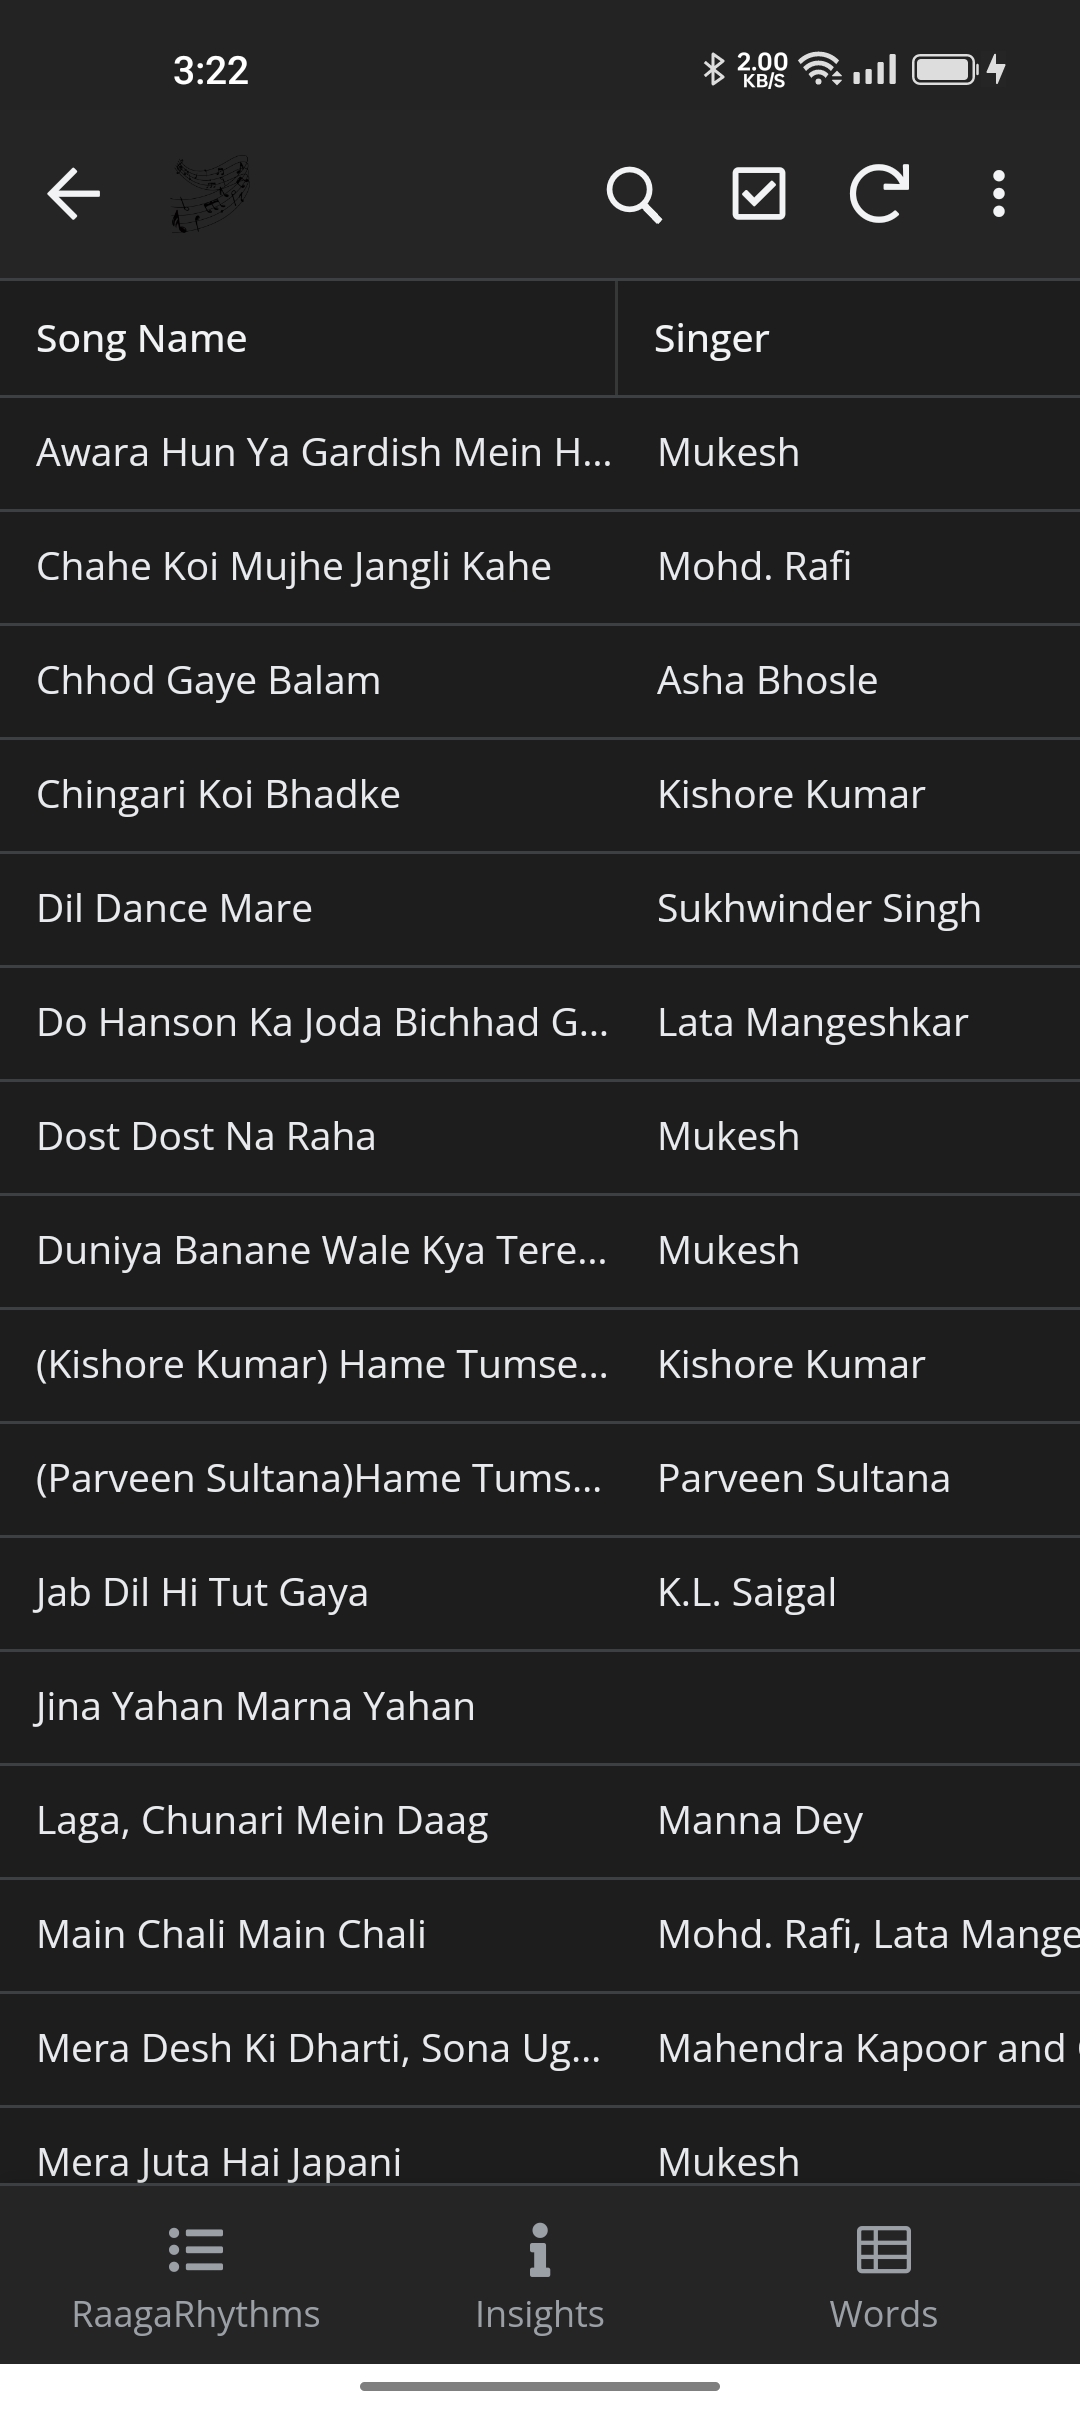 3:22
2.00
KB/S
Song Name Singer
Awara Hun Ya Gardish Mein H... Mukesh
Chahe Koi Mujhe Jangli Kahe Mohd. Rafi
Chhod Gaye Balam Asha Bhosle
Chingari Koi Bhadke Kishore Kumar
Dil Dance Mare Sukhwinder Singh
Do Hanson Ka Joda Bichhad G... Lata Mangeshkar
Dost Dost Na Raha Mukesh
Duniya Banane Wale Kya Tere... Mukesh
(Kishore Kumar) Hame Tumse... Kishore Kumar
(Parveen Sultana)Hame Tums... Parveen Sultana
Jab Dil Hi Tut Gaya K.L. Saigal
Jina Yahan Marna Yahan
Laga, Chunari Mein Daag Manna Dey
Main Chali Main Chali Mohd. Rafi, Lata Mange
Mera Desh Ki Dharti, Sona Ug... Mahendra Kapoor and
Mera Juta Hai Japani Mukesh
RaagaRhythms Insights Words